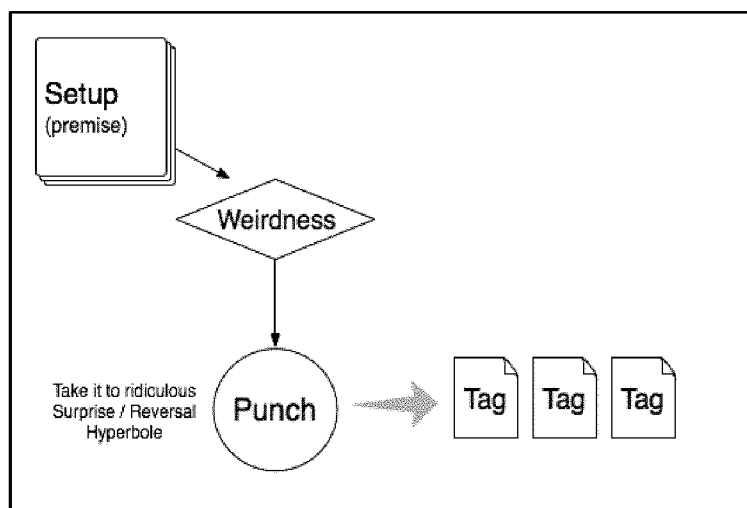 Setup
(premise)
Weirdness
Take it to ridiculous
Surprise / Reversal
Hyperbole
Punch
Tag
Tag
Tag